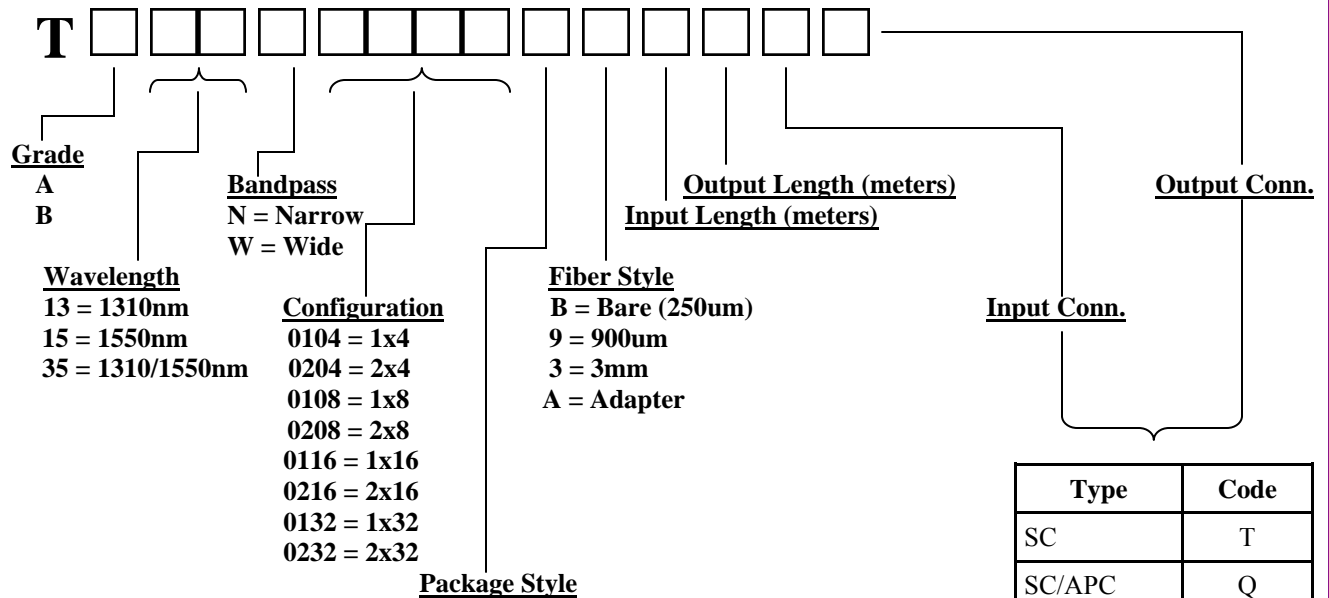 T
Grade
A
B
Bandpass
N = Narrow
W = Wide
Output Length (meters)
Input Length (meters)
Output Conn.
Wavelength
13 = 1310nm
15 = 1550nm
35 = 1310/1550nm
Configuration
0104 = 1x4
0204 = 2x4
0108 = 1x8
0208 = 2x8
0116 = 1x16
0216 = 2x16
0132 = 1x32
0232 = 2x32
Fiber Style
B = Bare (250um)
9 = 900um
3 = 3mm
A = Adapter
Input Conn.
Package Style
Type Code
SC T
SC/APC Q